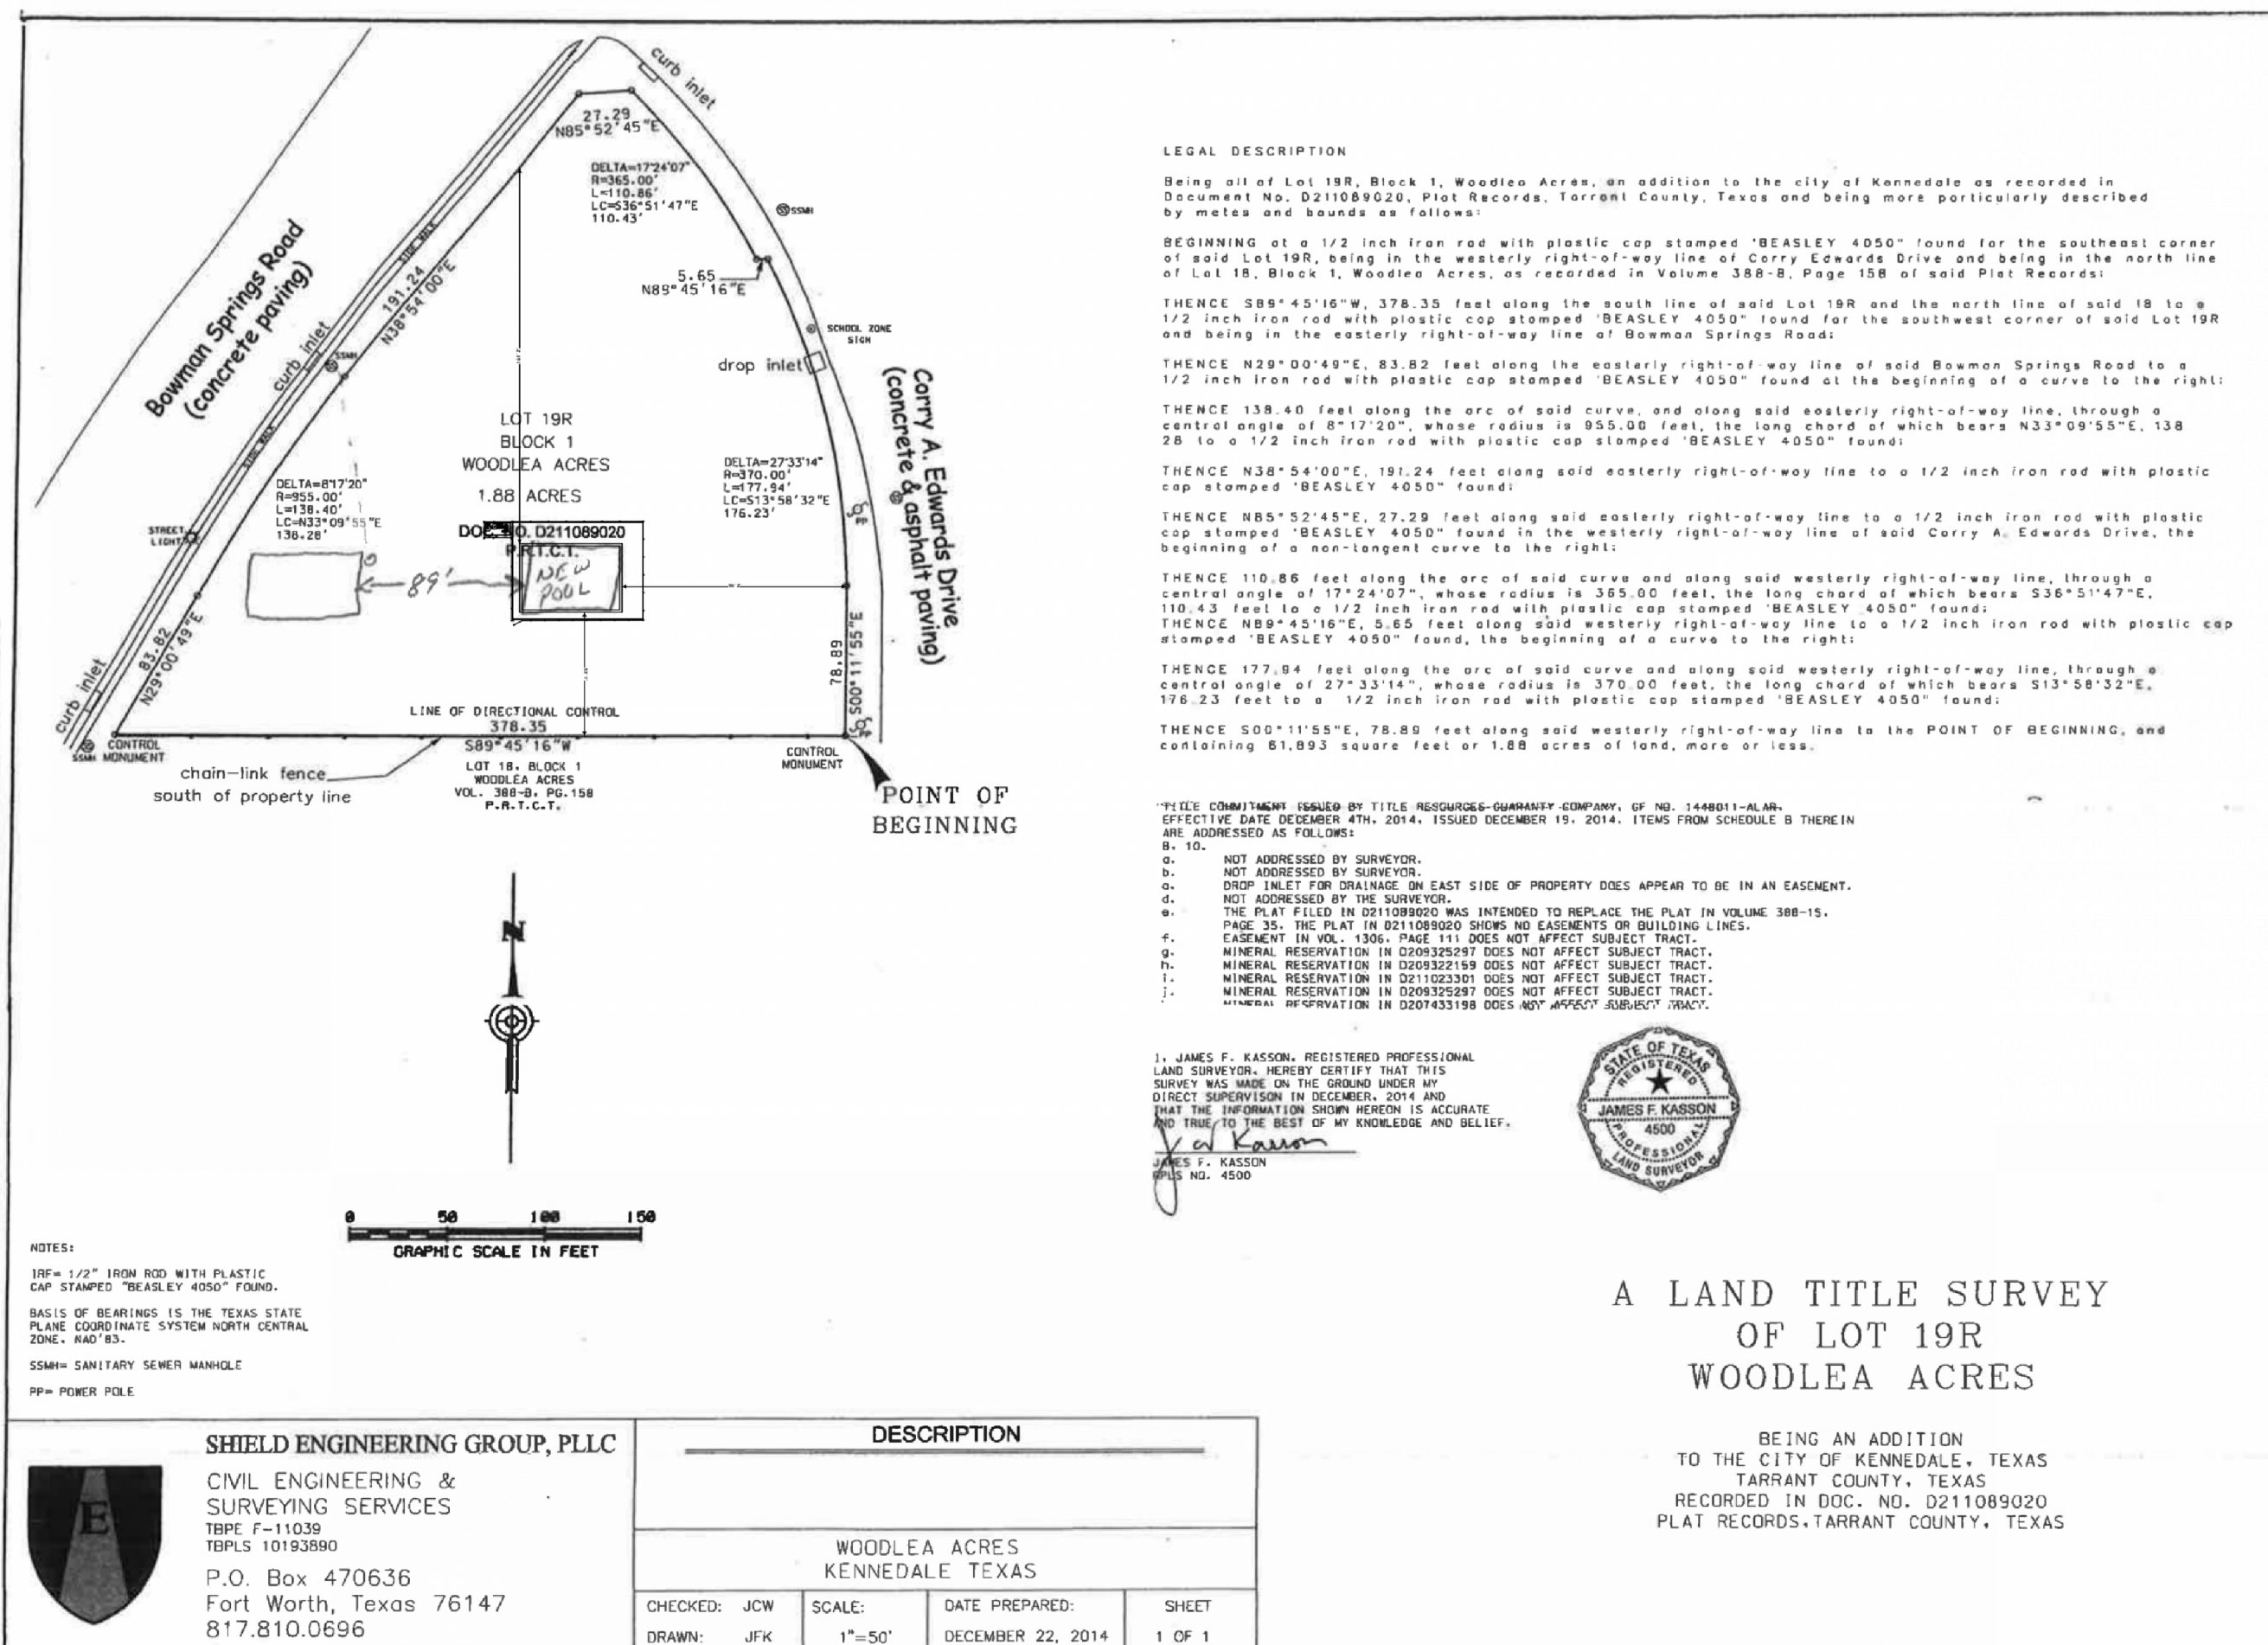 curb inlet
27.29
N85°52'45"E
DELTA=17°24'07"
R=365.00'
L=110.86'
LC=S36°51'47"E
110.43'
SSMH
5.65
N89°45'16"E
Bowman Springs Road
(concrete paving)
SIDE WALK
191.24
N38°54'00"E
SCHOOL ZONE
SIGN
curb inlet
SSMH
drop inlet
Corry A. Edwards Drive
(concrete & asphalt paving)
LOT 19R
BLOCK 1
WOODLEA ACRES
1.88 ACRES
DOC. NO. D211089020
P.R.T.C.T.
SIDE WALK
DELTA=8°17'20"
R=955.00'
L=138.40'
LC=N33°09'55"E
138.28'
DELTA=27°33'14"
R=370.00'
L=177.94'
LC=S13°58'32"E
176.23'
PP
STREET
LIGHT
89'
NEW
POOL
83.82
N29°00'49"E
78.89
S00°11'55"E
curb inlet
LINE OF DIRECTIONAL CONTROL
378.35
S89°45'16"W
PP
SSMH
CONTROL
MONUMENT
CONTROL
MONUMENT
chain-link fence
south of property line
LOT 18, BLOCK 1
WOODLEA ACRES
VOL. 388-B, PG.158
P.R.T.C.T.
POINT OF
BEGINNING
N
0 50 100 150
GRAPHIC SCALE IN FEET
NOTES:
IRF= 1/2" IRON ROD WITH PLASTIC
CAP STAMPED "BEASLEY 4050" FOUND.
BASIS OF BEARINGS IS THE TEXAS STATE
PLANE COORDINATE SYSTEM NORTH CENTRAL
ZONE, NAD'83.
SSMH= SANITARY SEWER MANHOLE
PP= POWER POLE
LEGAL DESCRIPTION
Being all of Lot 19R, Block 1, Woodlea Acres, an addition to the city of Kennedale as recorded in
Document No. D211089020, Plat Records, Tarrant County, Texas and being more particularly described
by metes and bounds as follows:
BEGINNING at a 1/2 inch iron rod with plastic cap stamped "BEASLEY 4050" found for the southeast corner
of said Lot 19R, being in the westerly right-of-way line of Corry Edwards Drive and being in the north line
of Lot 18, Block 1, Woodlea Acres, as recorded in Volume 388-B, Page 158 of said Plat Records:
THENCE S89°45'16"W, 378.35 feet along the south line of said Lot 19R and the north line of said 18 to a
1/2 inch iron rod with plastic cap stamped "BEASLEY 4050" found for the southwest corner of said Lot 19R
and being in the easterly right-of-way line of Bowman Springs Road;
THENCE N29°00'49"E, 83.82 feet along the easterly right-of-way line of said Bowman Springs Road to a
1/2 inch iron rod with plastic cap stamped "BEASLEY 4050" found at the beginning of a curve to the right;
THENCE 138.40 feet along the arc of said curve, and along said easterly right-of-way line, through a
central angle of 8°17'20", whose radius is 955.00 feet, the long chord of which bears N33°09'55"E, 138
28 to a 1/2 inch iron rod with plastic cap stamped "BEASLEY 4050" found;
THENCE N38°54'00"E, 191.24 feet along said easterly right-of-way line to a 1/2 inch iron rod with plastic
cap stamped "BEASLEY 4050" found;
THENCE N85°52'45"E, 27.29 feet along said easterly right-of-way line to a 1/2 inch iron rod with plastic
cap stamped "BEASLEY 4050" found in the westerly right-of-way line of said Corry A. Edwards Drive, the
beginning of a non-tangent curve to the right;
THENCE 110.86 feet along the arc of said curve and along said westerly right-of-way line, through a
central angle of 17°24'07", whose radius is 365.00 feet, the long chord of which bears S36°51'47"E,
110.43 feet to a 1/2 inch iron rod with plastic cap stamped "BEASLEY 4050" found;
THENCE N89°45'16"E, 5.65 feet along said westerly right-of-way line to a 1/2 inch iron rod with plastic cap
stamped "BEASLEY 4050" found, the beginning of a curve to the right;
THENCE 177.94 feet along the arc of said curve and along said westerly right-of-way line, through a
central angle of 27°33'14", whose radius is 370.00 feet, the long chord of which bears S13°58'32"E,
176.23 feet to a 1/2 inch iron rod with plastic cap stamped "BEASLEY 4050" found;
THENCE S00°11'55"E, 78.89 feet along said westerly right-of-way line to the POINT OF BEGINNING, and
containing 81,893 square feet or 1.88 acres of land, more or less.
TITLE COMMITMENT ISSUED BY TITLE RESOURCES GUARANTY COMPANY, GF NO. 1448011-ALAR,
EFFECTIVE DATE DECEMBER 4TH, 2014, ISSUED DECEMBER 19, 2014. ITEMS FROM SCHEDULE B THEREIN
ARE ADDRESSED AS FOLLOWS:
B. 10.
a. NOT ADDRESSED BY SURVEYOR.
b. NOT ADDRESSED BY SURVEYOR.
c. DROP INLET FOR DRAINAGE ON EAST SIDE OF PROPERTY DOES APPEAR TO BE IN AN EASEMENT.
d. NOT ADDRESSED BY THE SURVEYOR.
e. THE PLAT FILED IN D211089020 WAS INTENDED TO REPLACE THE PLAT IN VOLUME 388-15,
PAGE 35. THE PLAT IN D211089020 SHOWS NO EASEMENTS OR BUILDING LINES.
f. EASEMENT IN VOL. 1306, PAGE 111 DOES NOT AFFECT SUBJECT TRACT.
g. MINERAL RESERVATION IN D209325297 DOES NOT AFFECT SUBJECT TRACT.
h. MINERAL RESERVATION IN D209322159 DOES NOT AFFECT SUBJECT TRACT.
i. MINERAL RESERVATION IN D211023301 DOES NOT AFFECT SUBJECT TRACT.
j. MINERAL RESERVATION IN D209325297 DOES NOT AFFECT SUBJECT TRACT.
MINERAL RESERVATION IN D207433198 DOES NOT AFFECT SUBJECT TRACT.
I, JAMES F. KASSON, REGISTERED PROFESSIONAL
LAND SURVEYOR, HEREBY CERTIFY THAT THIS
SURVEY WAS MADE ON THE GROUND UNDER MY
DIRECT SUPERVISON IN DECEMBER, 2014 AND
THAT THE INFORMATION SHOWN HEREON IS ACCURATE
AND TRUE TO THE BEST OF MY KNOWLEDGE AND BELIEF.
JAMES F. KASSON
RPLS NO. 4500
STATE OF TEXAS
REGISTERED
JAMES F. KASSON
4500
PROFESSIONAL
LAND SURVEYOR
A LAND TITLE SURVEY
OF LOT 19R
WOODLEA ACRES
BEING AN ADDITION
TO THE CITY OF KENNEDALE, TEXAS
TARRANT COUNTY, TEXAS
RECORDED IN DOC. NO. D211089020
PLAT RECORDS, TARRANT COUNTY, TEXAS
E
SHIELD ENGINEERING GROUP, PLLC
CIVIL ENGINEERING &
SURVEYING SERVICES
TBPE F-11039
TBPLS 10193890
P.O. Box 470636
Fort Worth, Texas 76147
817.810.0696
DESCRIPTION
WOODLEA ACRES
KENNEDALE TEXAS
CHECKED: JCW
DRAWN: JFK
SCALE:
1"=50'
DATE PREPARED:
DECEMBER 22, 2014
SHEET
1 OF 1